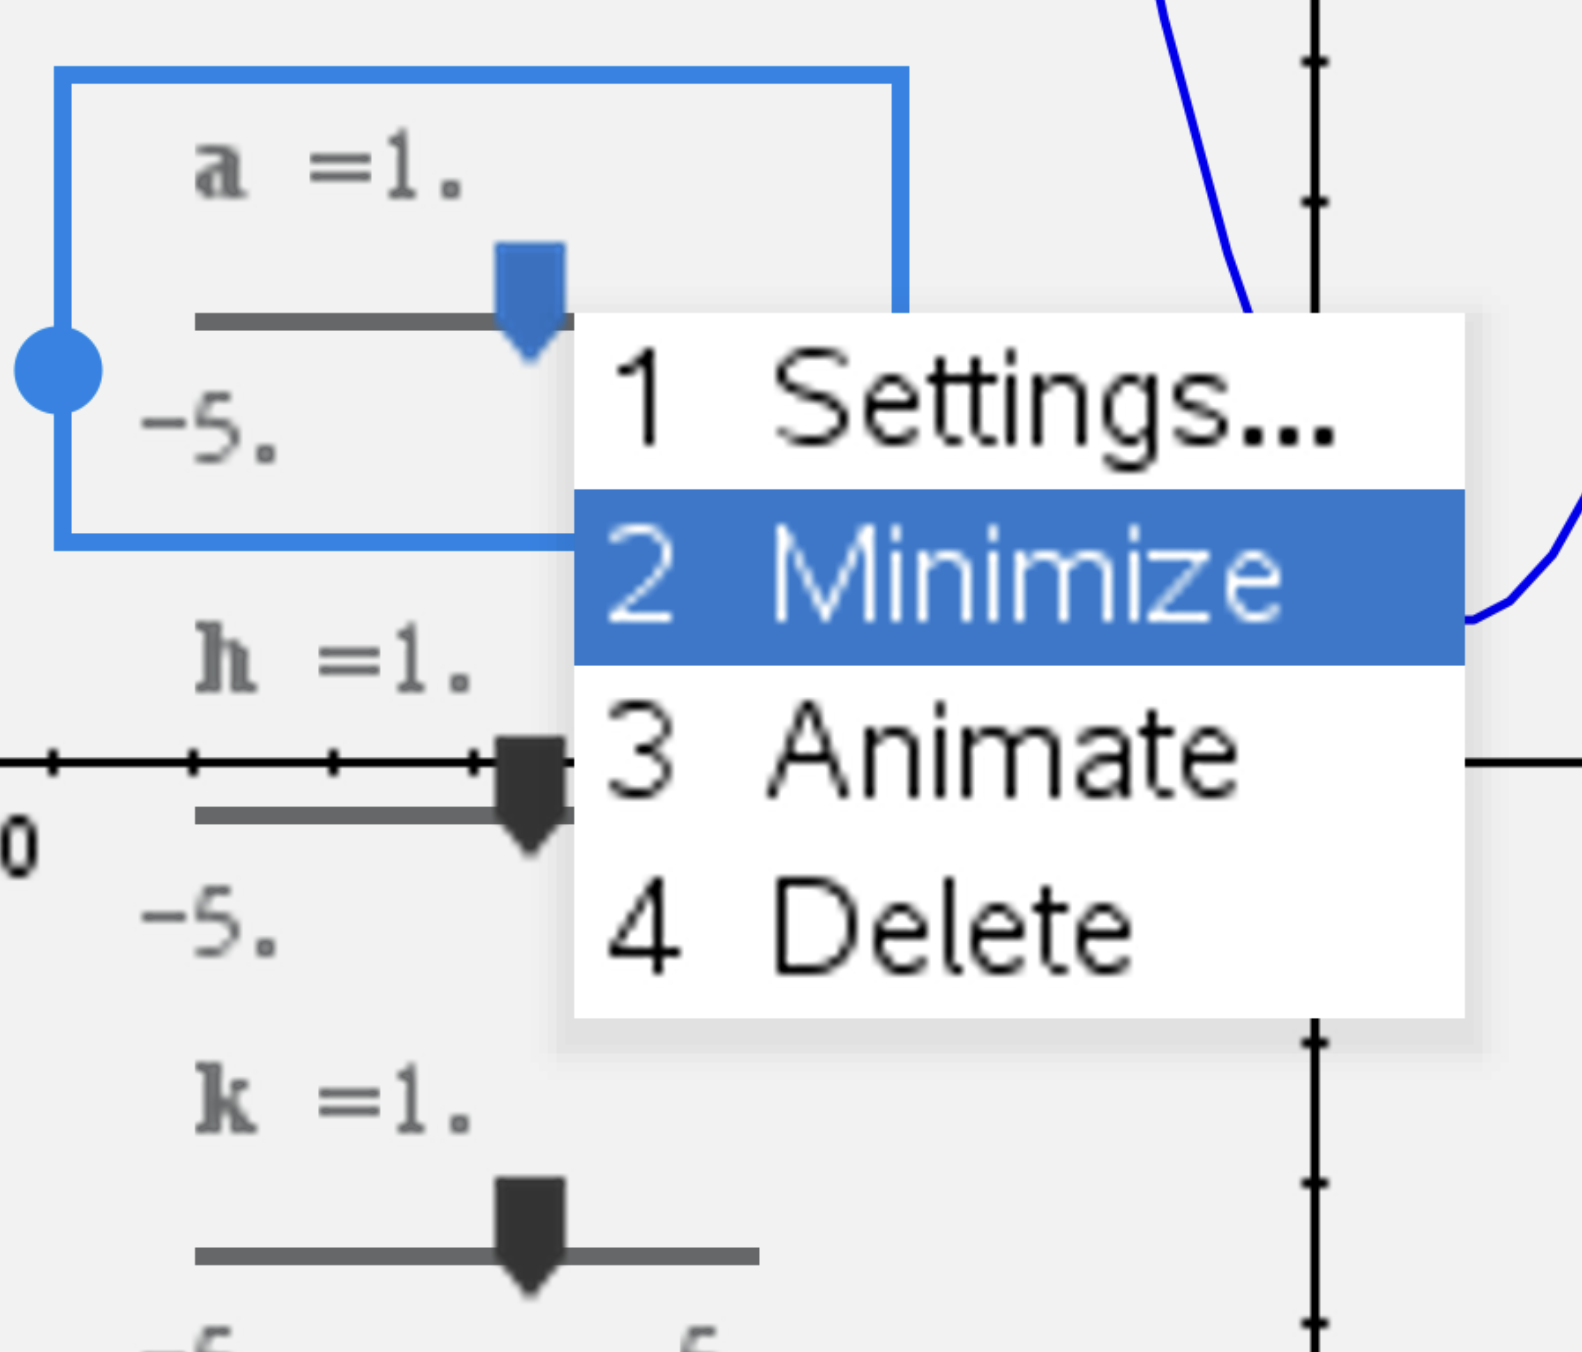 a =1.
-5.
1 Settings...
2 Minimize
3 Animate
4 Delete
h =1.
0
-5.
k =1.